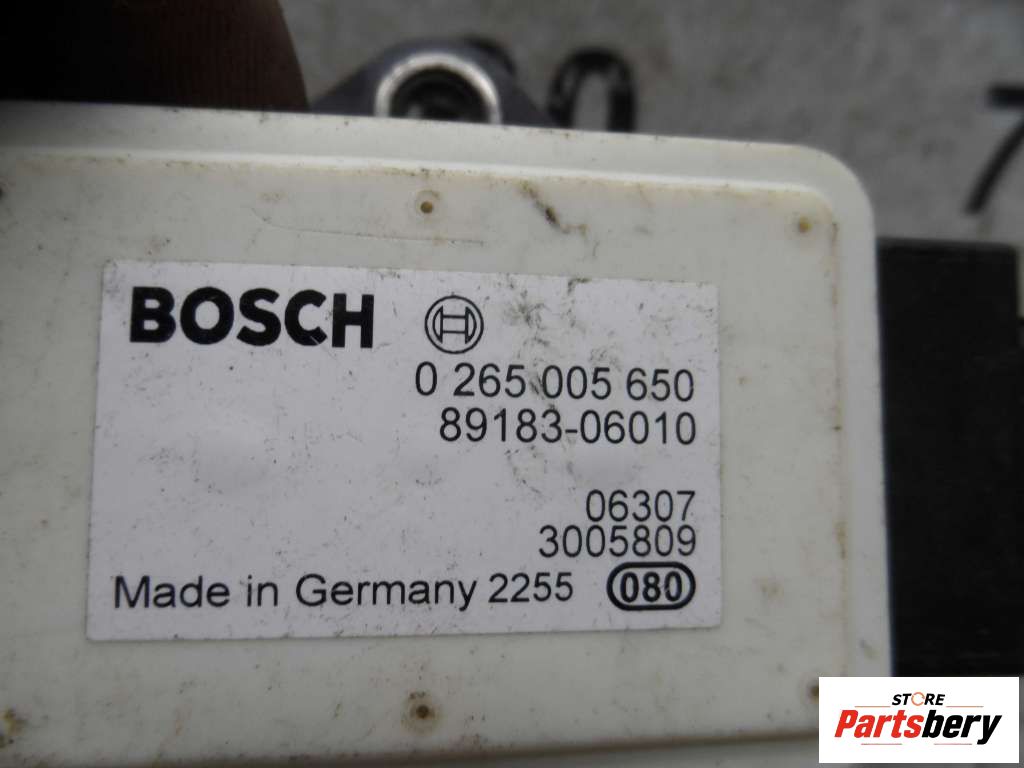 BOSCH
0 265 005 650
89183-06010
06307
3005809
Made in Germany 2255 080
STORE
Partsbery